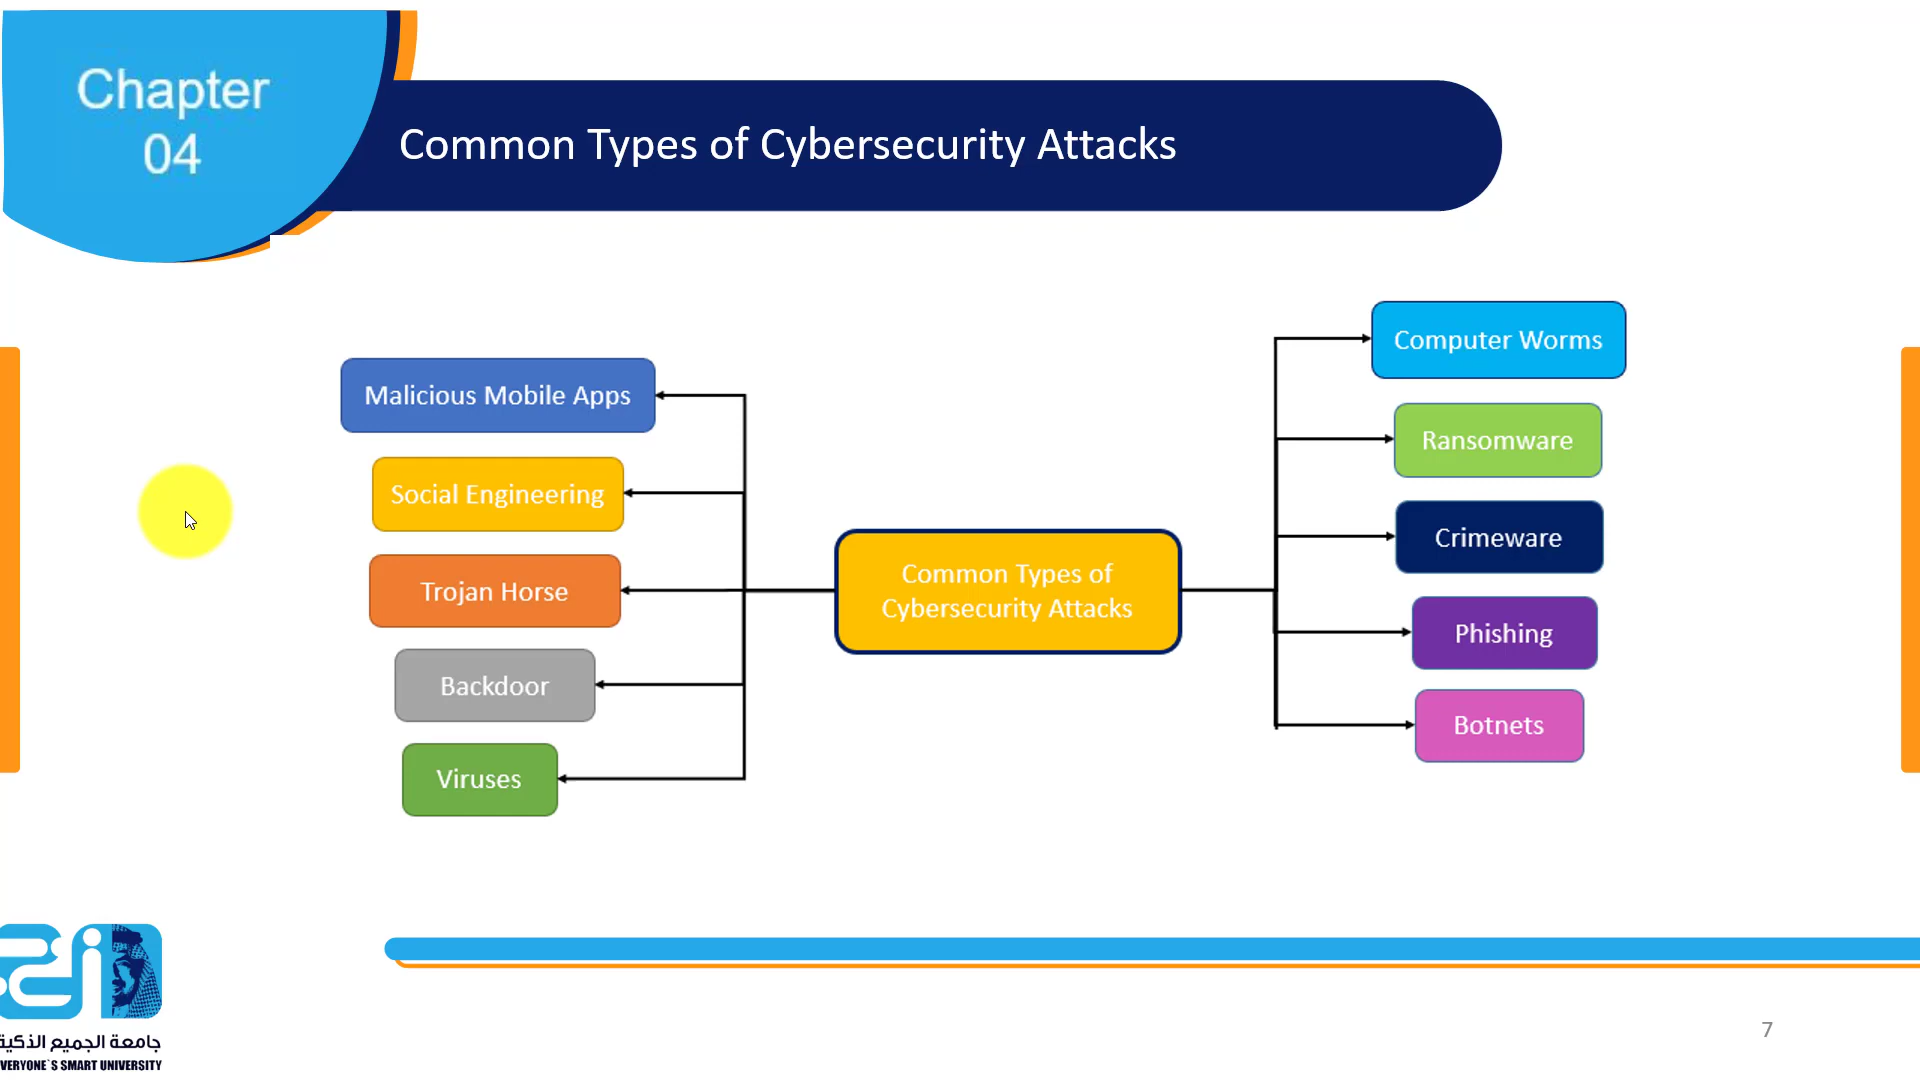 Chapter
04
Common Types of Cybersecurity Attacks
Malicious Mobile Apps
Social Engineering
Trojan Horse
Backdoor
Viruses
Common Types of
Cybersecurity Attacks
Computer Worms
Ransomware
Crimeware
Phishing
Botnets
جامعة الجميع الذكية
VERYONE`S SMART UNIVERSITY
7